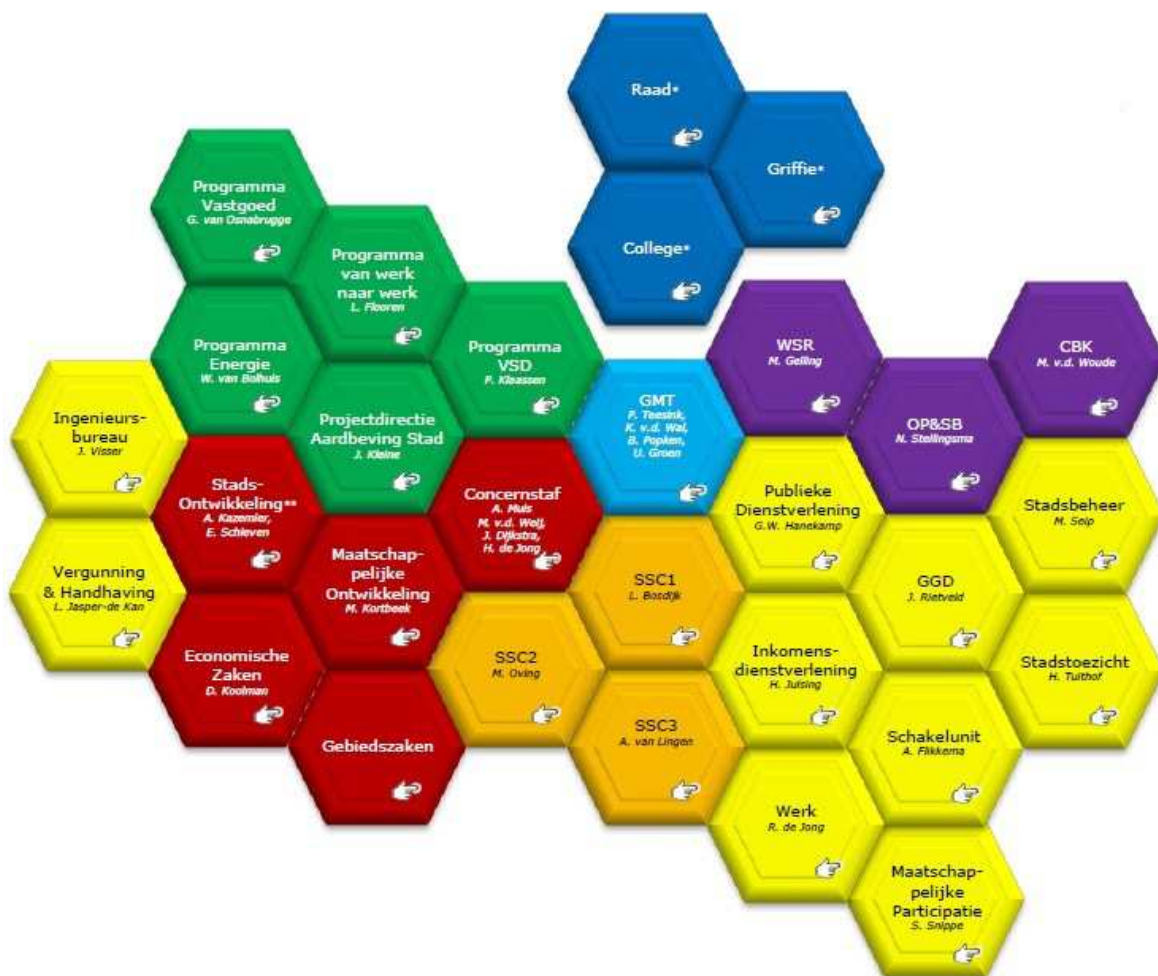 Raad*
Griffie*
College*
Programma
Vastgoed
G. van Osnabrugge
Programma
van werk
naar werk
L. Flooren
Programma
Energie
W. van Bolhuis
Programma
VSD
P. Klaassen
Projectdirectie
Aardbeving Stad
J. Kleine
GMT
P. Teesink,
K. v.d. Wal,
B. Popken,
U. Groen
WSR
M. Gelling
OP&SB
N. Stellingsma
CBK
M. v.d. Woude
Ingenieurs-
bureau
J. Visser
Vergunning
& Handhaving
L. Jasper-de Kan
Stads-
Ontwikkeling**
A. Kazemier,
E. Schieven
Economische
Zaken
D. Koolman
Maatschap-
pelijke
Ontwikkeling
M. Kortbeek
Gebiedszaken
Concernstaf
A. Muis
M. v.d. Weij,
J. Dijkstra,
H. de Jong
SSC1
L. Bosdijk
SSC2
M. Oving
SSC3
A. van Lingen
Publieke
Dienstverlening
G.W. Hanekamp
Inkomens-
dienstverlening
H. Juising
Werk
R. de Jong
GGD
J. Rietveld
Schakelunit
A. Flikkema
Maatschap-
pelijke
Participatie
S. Snippe
Stadsbeheer
M. Seip
Stadstoezicht
H. Tuithof